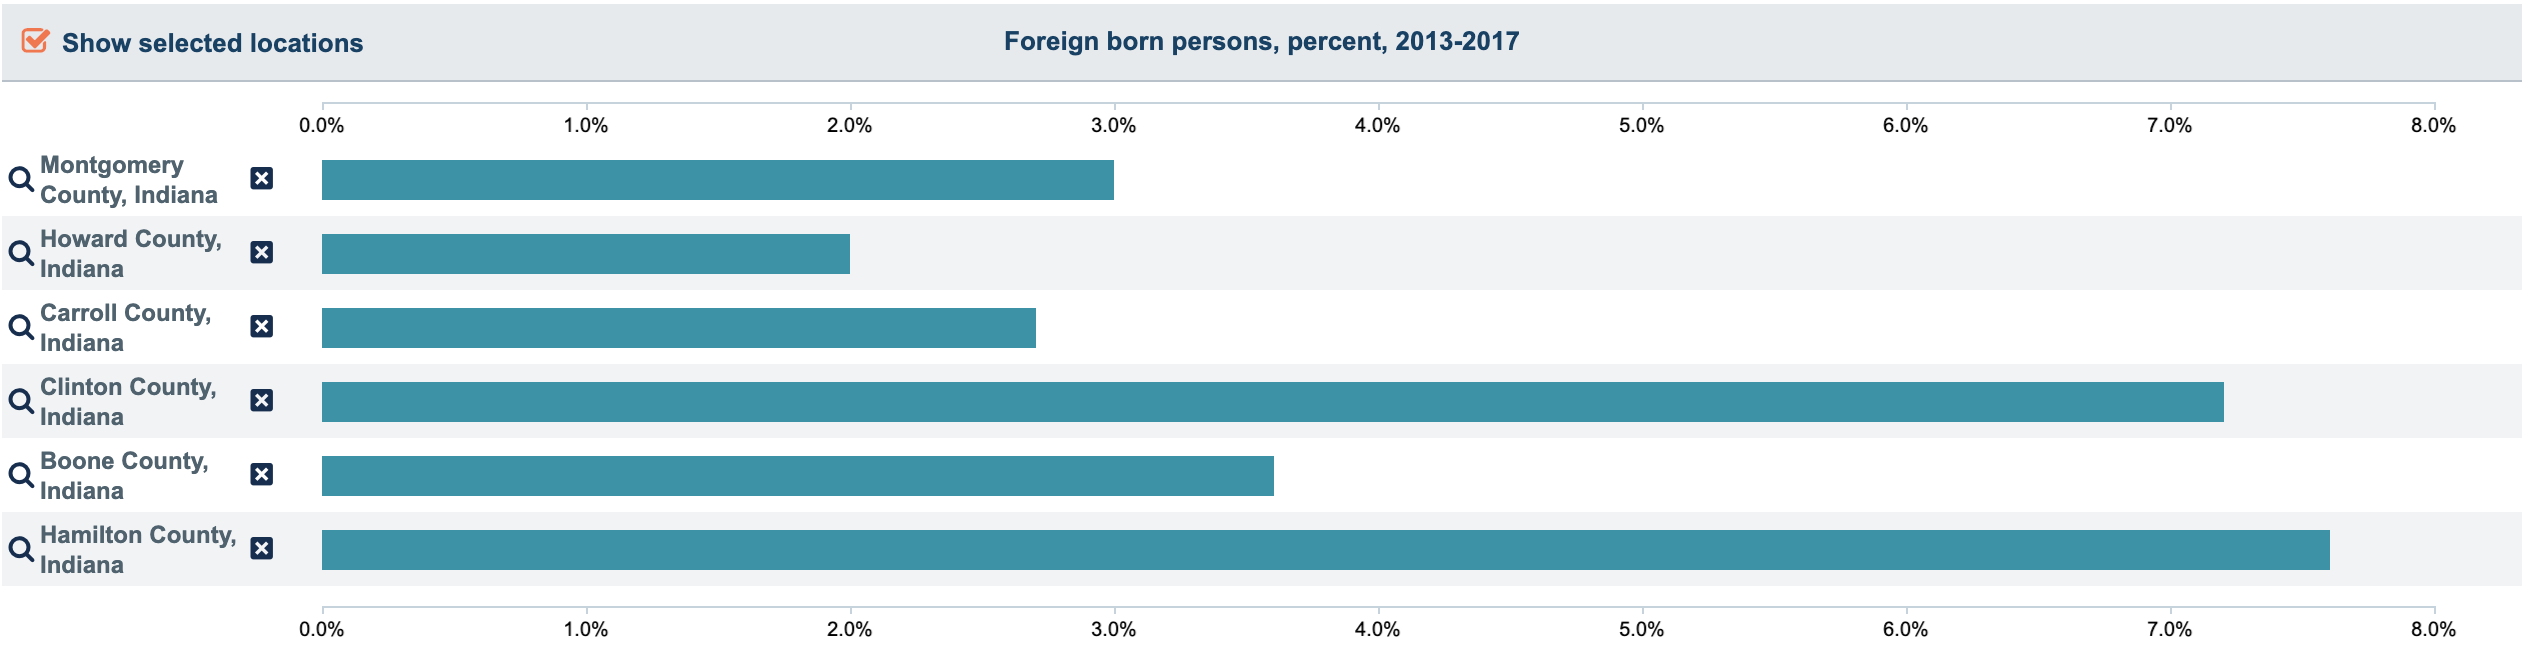 Show selected locations
Foreign born persons, percent, 2013-2017
0.0% 1.0% 2.0% 3.0% 4.0% 5.0% 6.0% 7.0% 8.0%
Montgomery
County, Indiana
Howard County,
Indiana
Carroll County,
Indiana
Clinton County,
Indiana
Boone County,
Indiana
Hamilton County,
Indiana
0.0% 1.0% 2.0% 3.0% 4.0% 5.0% 6.0% 7.0% 8.0%